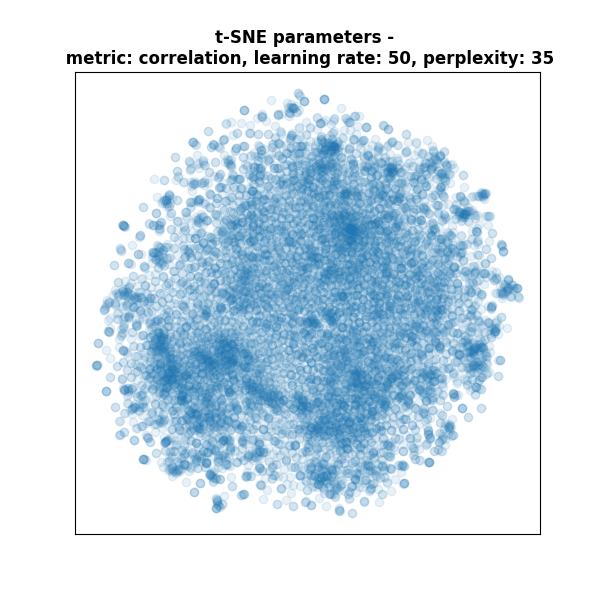 t-SNE parameters -
metric: correlation, learning rate: 50, perplexity: 35